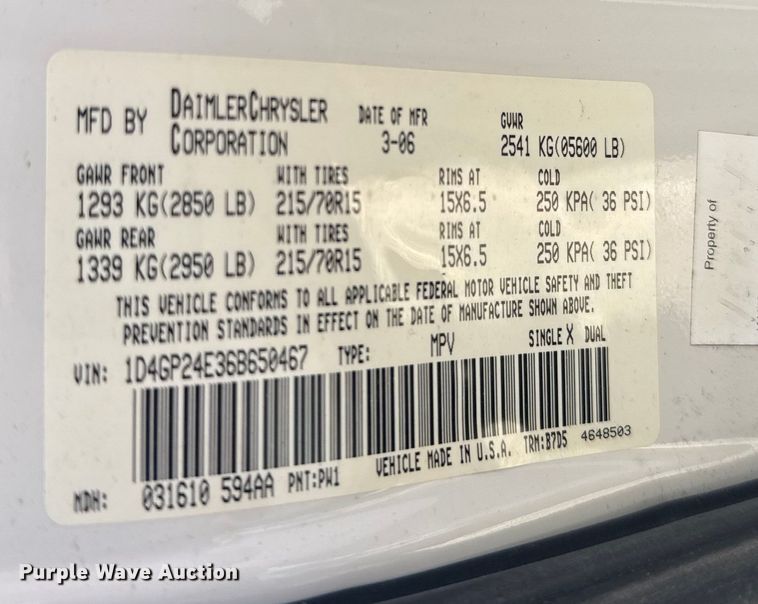 MFD BY DAIMLERCHRYSLER CORPORATION DATE OF MFR 3-06 GVWR 2541 KG(05600 LB)
GAWR FRONT WITH TIRES RIMS AT COLD
1293 KG(2850 LB) 215/70R15 15X6.5 250 KPA( 36 PSI)
GAWR REAR WITH TIRES RIMS AT COLD
1339 KG(2950 LB) 215/70R15 15X6.5 250 KPA( 36 PSI)
THIS VEHICLE CONFORMS TO ALL APPLICABLE FEDERAL MOTOR VEHICLE SAFETY AND THEFT
PREVENTION STANDARDS IN EFFECT ON THE DATE OF MANUFACTURE SHOWN ABOVE.
VIN: 1D4GP24E36B650467 TYPE: MPV SINGLE X DUAL
VEHICLE MADE IN U.S.A. TRM:B7D5 4648503
MDH: 031610 594AA PNT:PW1
Property of
Purple Wave Auction